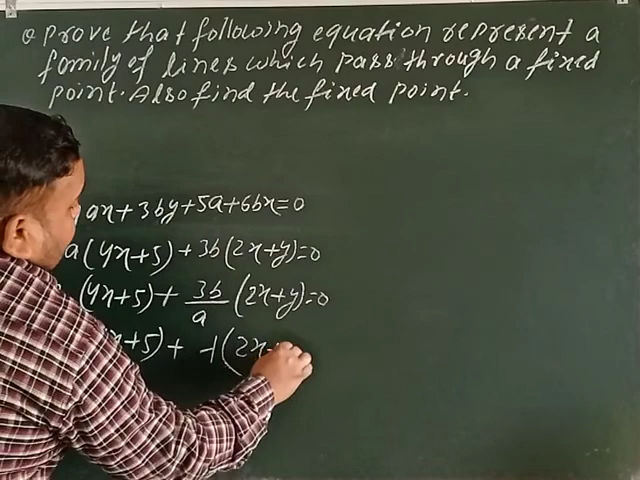 Q Prove that following equation represent a
family of lines which pass through a fixed
point. Also find the fixed point.
ax+3by+5a+6bx=0
a(4x+5)+3b(2x+y)=0
(4x+5)+ 3b/a (2x+y)=0
x+5)+ λ(2x